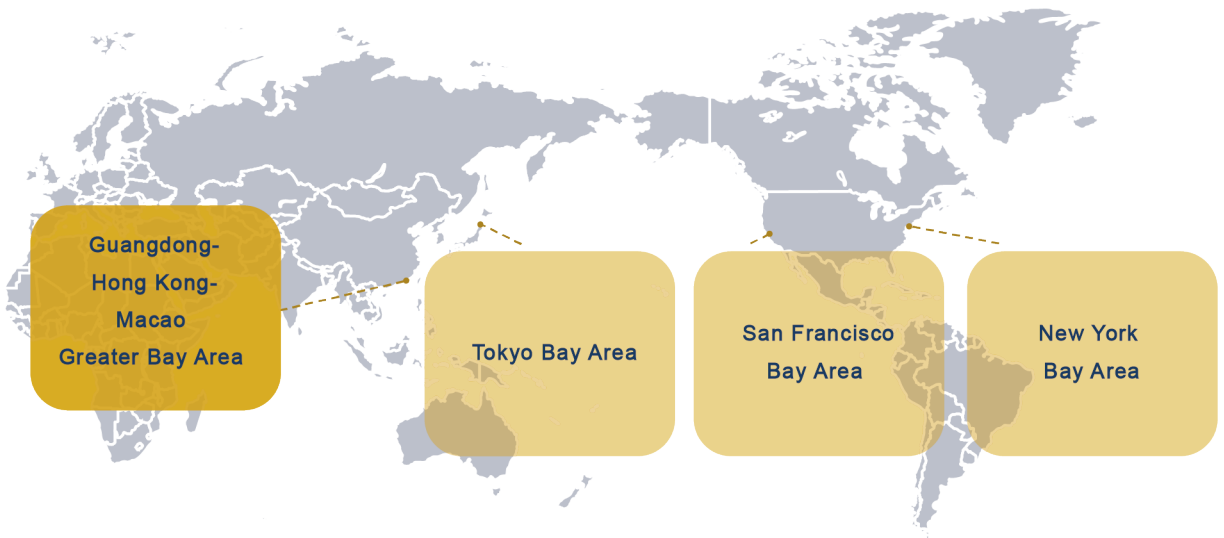 Guangdong-
Hong Kong-
Macao
Greater Bay Area
Tokyo Bay Area
San Francisco
Bay Area
New York
Bay Area